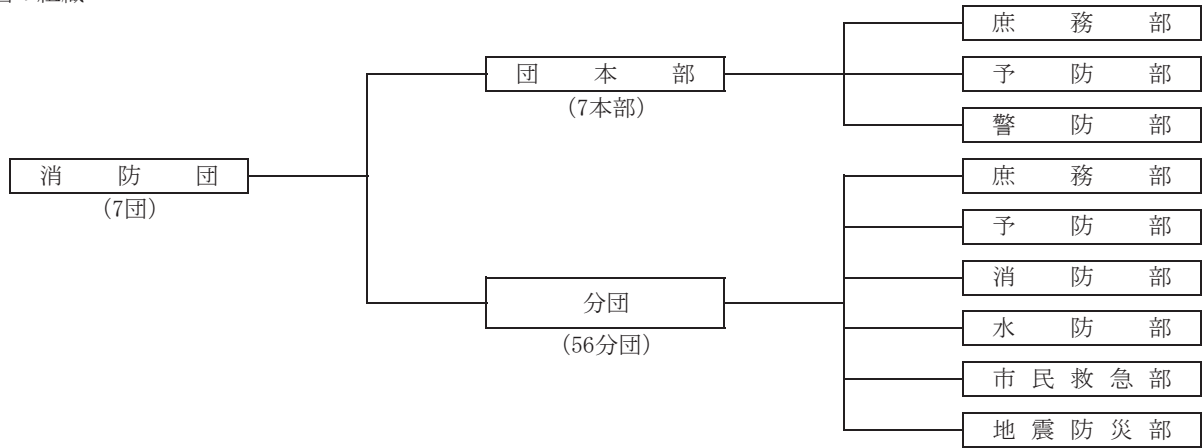 消防団
(7団)
団本部
(7本部)
庶務部
予防部
警防部
分団
(56分団)
庶務部
予防部
消防部
水防部
市民救急部
地震防災部